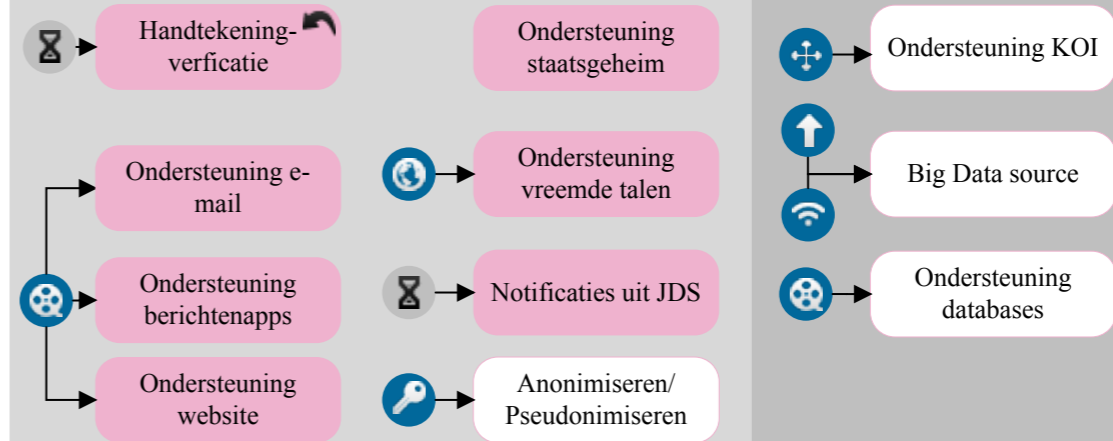 Handtekening-
verficatie
Ondersteuning
staatsgeheim
Ondersteuning KOI
Ondersteuning e-
mail
Ondersteuning
vreemde talen
Big Data source
Ondersteuning
berichtenapps
Notificaties uit JDS
Ondersteuning
databases
Ondersteuning
website
Anonimiseren/
Pseudonimiseren